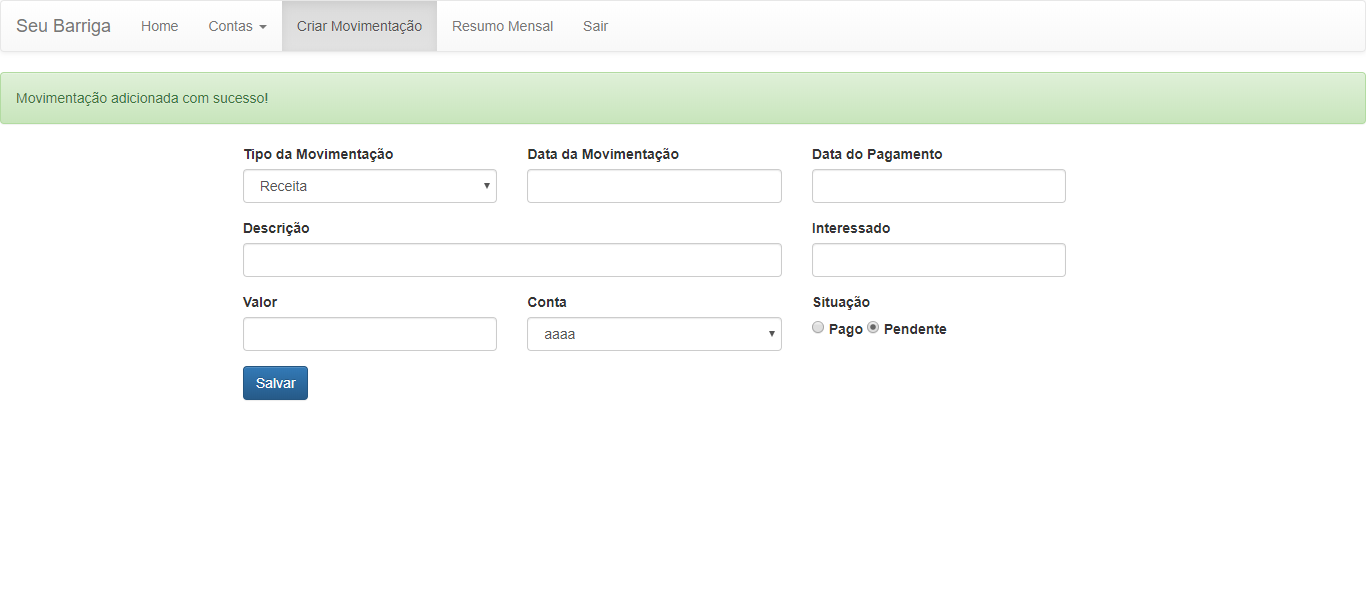 Seu Barriga Home Contas Criar Movimentação Resumo Mensal Sair
Movimentação adicionada com sucesso!
Tipo da Movimentação Data da Movimentação Data do Pagamento
Receita
Descrição Interessado
Valor Conta Situação
aaaa Pago Pendente
Salvar